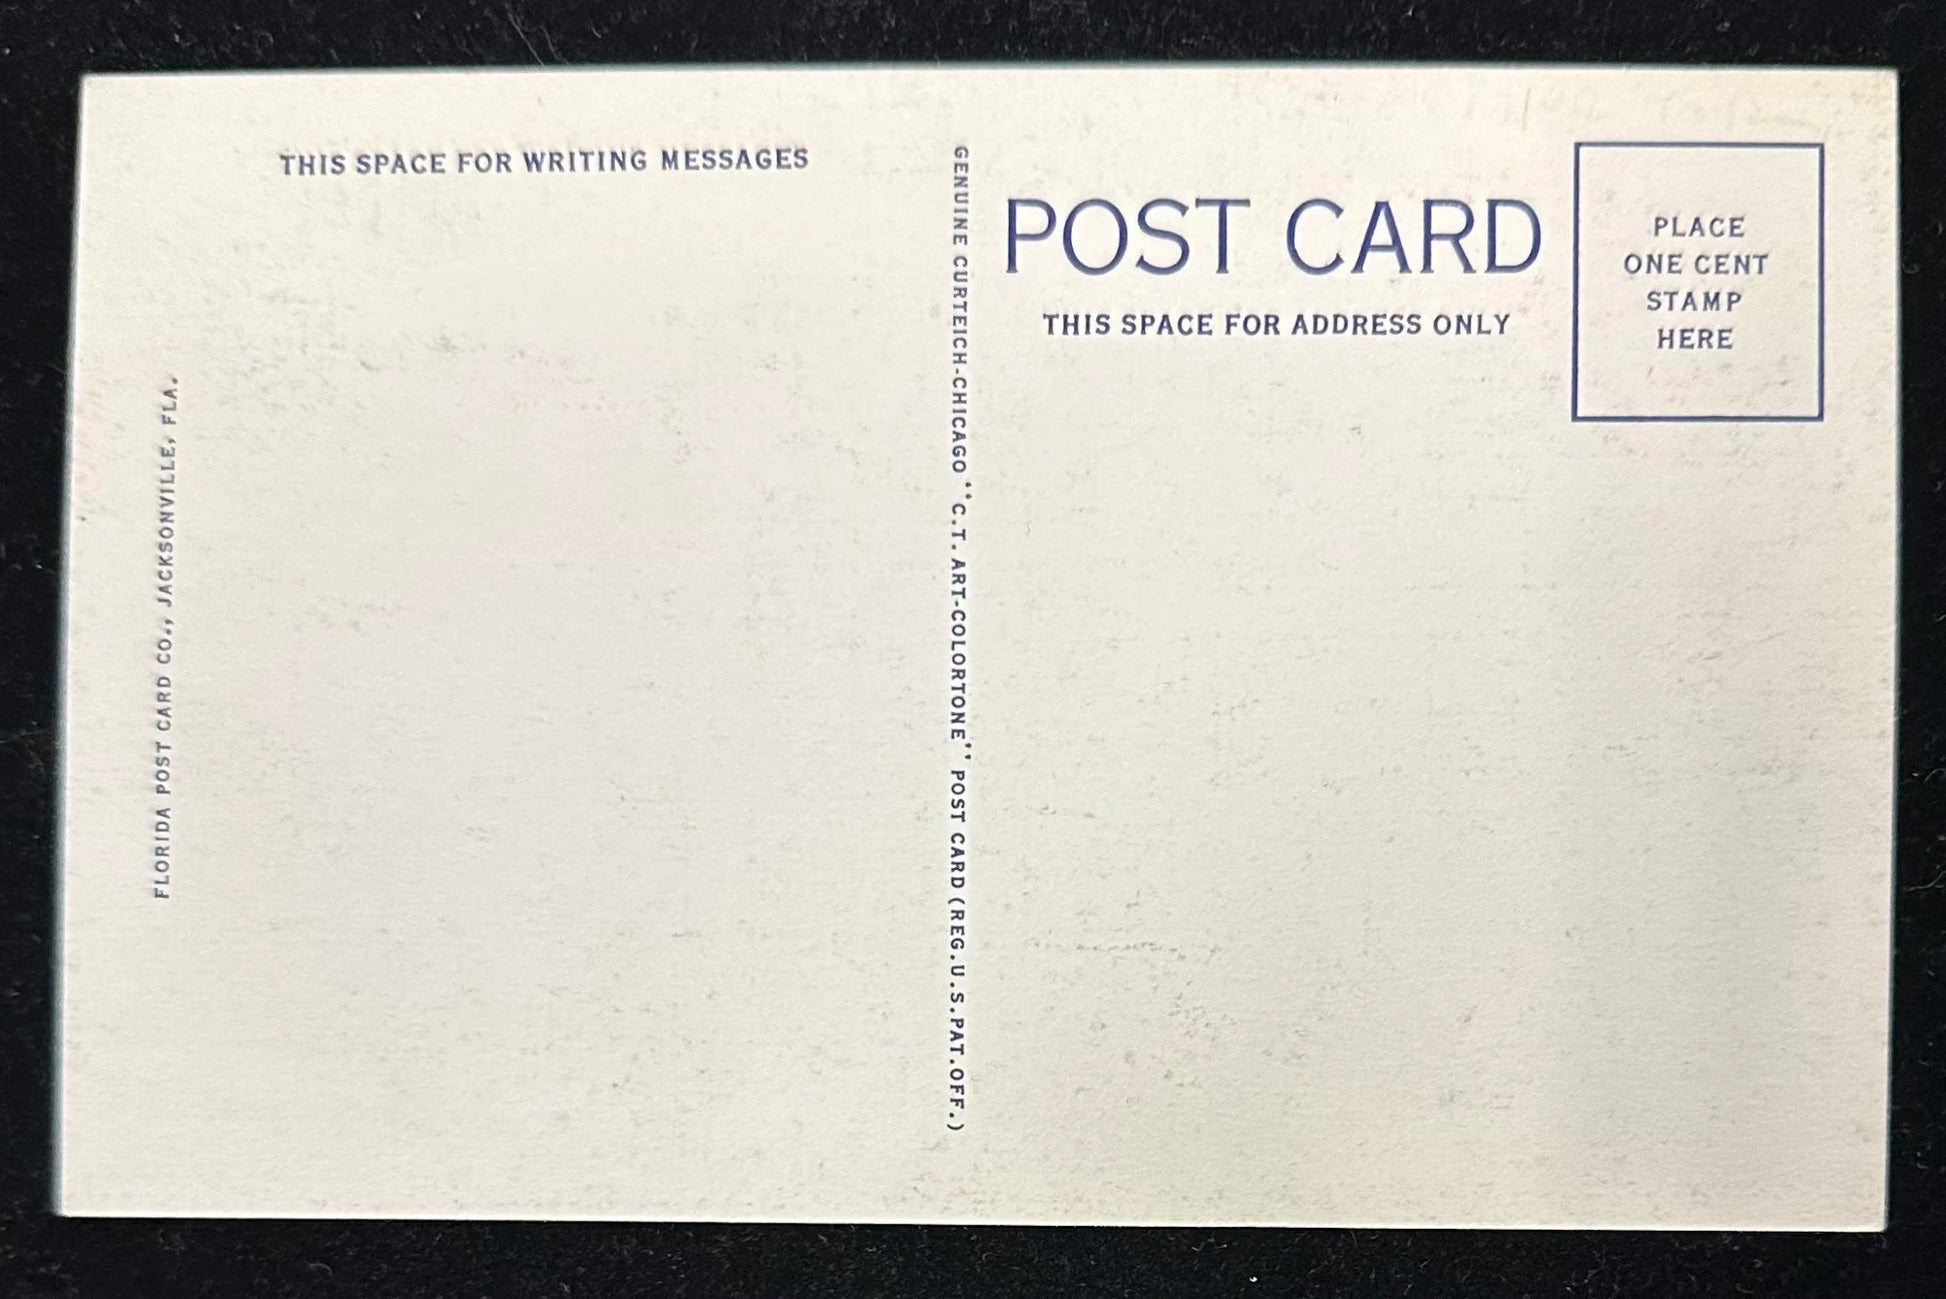 THIS SPACE FOR WRITING MESSAGES
FLORIDA POST CARD CO., JACKSONVILLE, FLA.
GENUINE CURTEICH-CHICAGO "C.T. ART-COLORTONE" POST CARD (REG.U.S.PAT.OFF.)
POST CARD
THIS SPACE FOR ADDRESS ONLY
PLACE
ONE CENT
STAMP
HERE